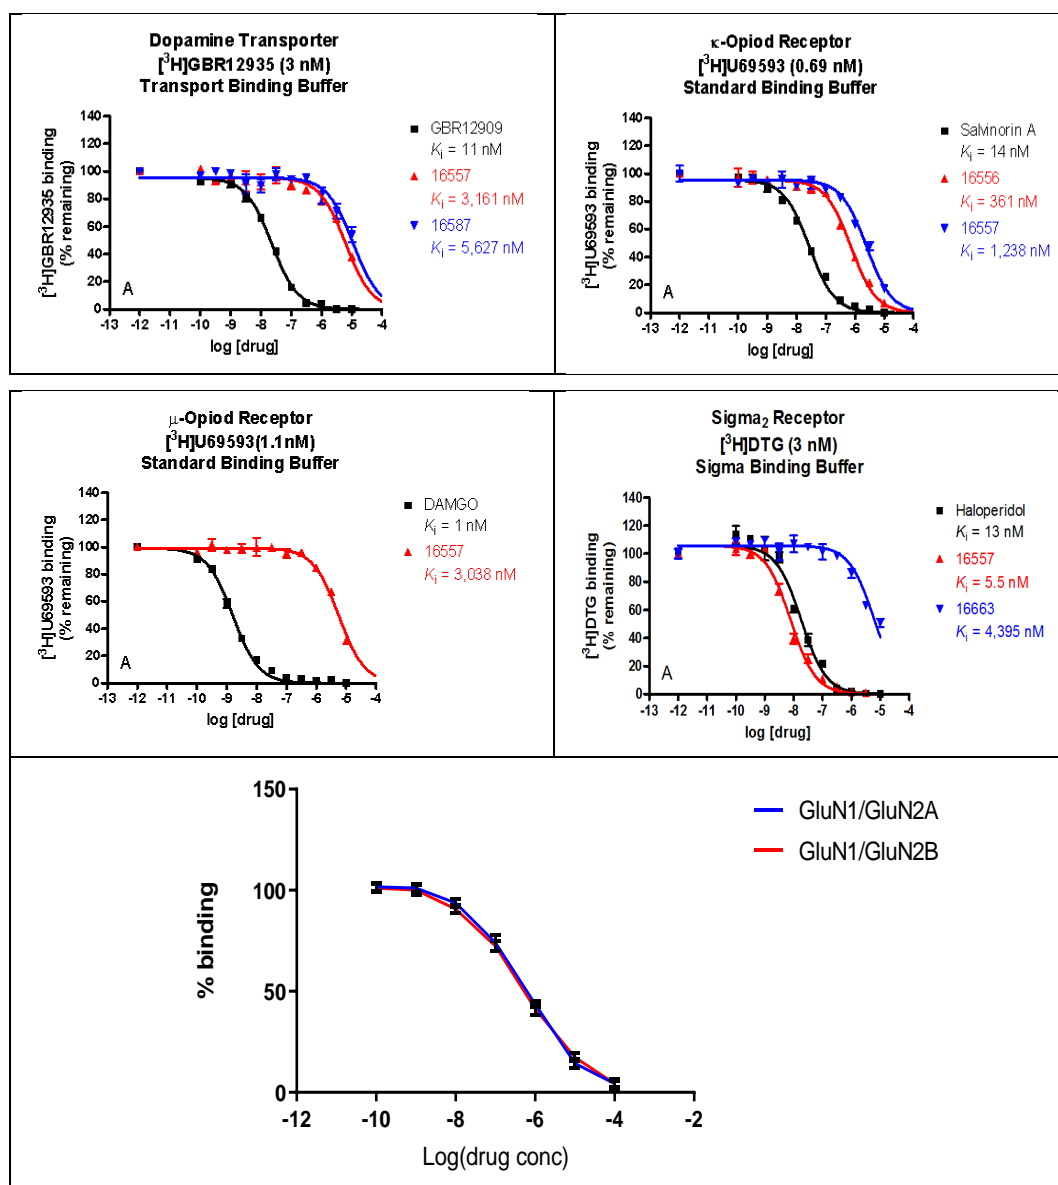 Dopamine Transporter
[³H]GBR12935 (3 nM)
Transport Binding Buffer
[³H]GBR12935 binding
(% remaining)
140
120
100
80
60
40
20
0
A
-13 -12 -11 -10 -9 -8 -7 -6 -5 -4
log [drug]
GBR12909
Ki = 11 nM
16557
Ki = 3,161 nM
16587
Ki = 5,627 nM
κ-Opiod Receptor
[³H]U69593 (0.69 nM)
Standard Binding Buffer
[³H]U69593 binding
(% remaining)
140
120
100
80
60
40
20
0
A
-13 -12 -11 -10 -9 -8 -7 -6 -5 -4
log [drug]
Salvinorin A
Ki = 14 nM
16556
Ki = 361 nM
16557
Ki = 1,238 nM
μ-Opiod Receptor
[³H]U69593(1.1nM)
Standard Binding Buffer
[³H]U69593 binding
(% remaining)
140
120
100
80
60
40
20
0
A
-13 -12 -11 -10 -9 -8 -7 -6 -5 -4
log [drug]
DAMGO
Ki = 1 nM
16557
Ki = 3,038 nM
Sigma₂ Receptor
[³H]DTG (3 nM)
Sigma Binding Buffer
[³H]DTG binding
(% remaining)
140
120
100
80
60
40
20
0
A
-13 -12 -11 -10 -9 -8 -7 -6 -5 -4
log [drug]
Haloperidol
Ki = 13 nM
16557
Ki = 5.5 nM
16663
Ki = 4,395 nM
% binding
150
100
50
0
-12 -10 -8 -6 -4 -2
Log(drug conc)
GluN1/GluN2A
GluN1/GluN2B